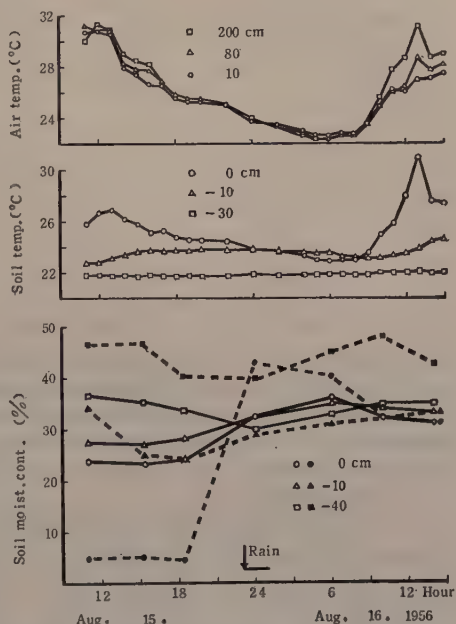 32
28
24
Air temp.(°C)
200 cm
80
10
26
22
Soil temp.(°C)
0 cm
-10
-30
50
40
30
20
10
Soil moist.cont. (%)
0 cm
-10
-40
Rain
12 18 24 6 12 Hour
Aug. 15. Aug. 16. 1956